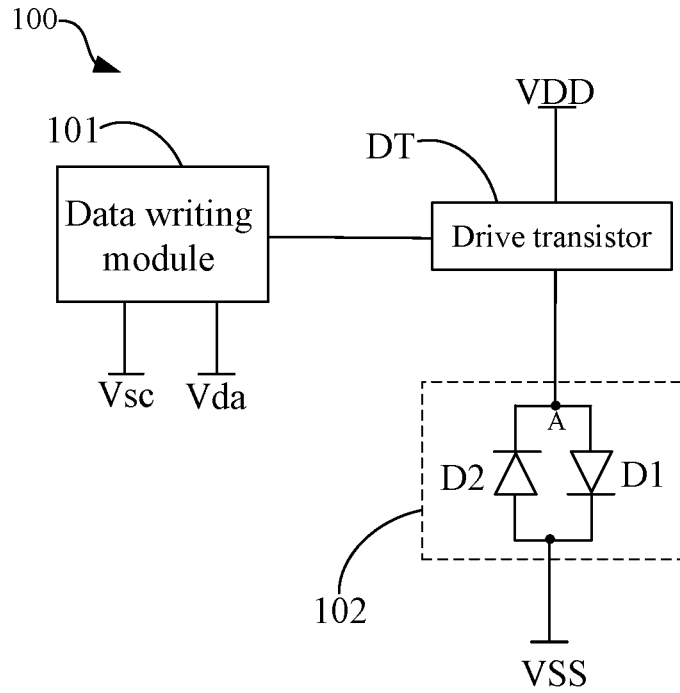 100
VDD
101
DT
Data writing
module
Drive transistor
Vsc
Vda
A
D2
D1
102
VSS